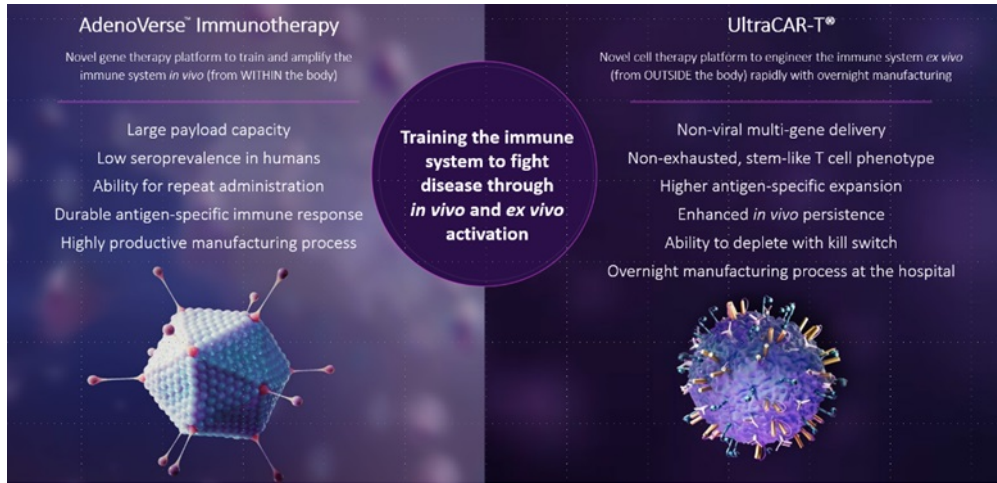 AdenoVerse™ Immunotherapy
Novel gene therapy platform to train and amplify the
immune system in vivo (from WITHIN the body)
Large payload capacity
Low seroprevalence in humans
Ability for repeat administration
Durable antigen-specific immune response
Highly productive manufacturing process
Training the immune
system to fight
disease through
in vivo and ex vivo
activation
UltraCAR-T®
Novel cell therapy platform to engineer the immune system ex vivo
(from OUTSIDE the body) rapidly with overnight manufacturing
Non-viral multi-gene delivery
Non-exhausted, stem-like T cell phenotype
Higher antigen-specific expansion
Enhanced in vivo persistence
Ability to deplete with kill switch
Overnight manufacturing process at the hospital